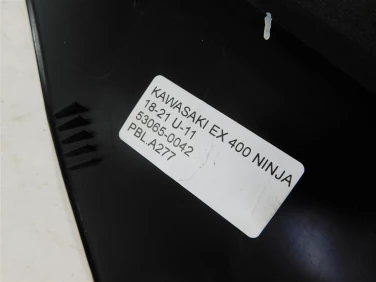 KAWASAKI EX 400 NINJA
18-21 U-11
53065-0042
PBL.A277